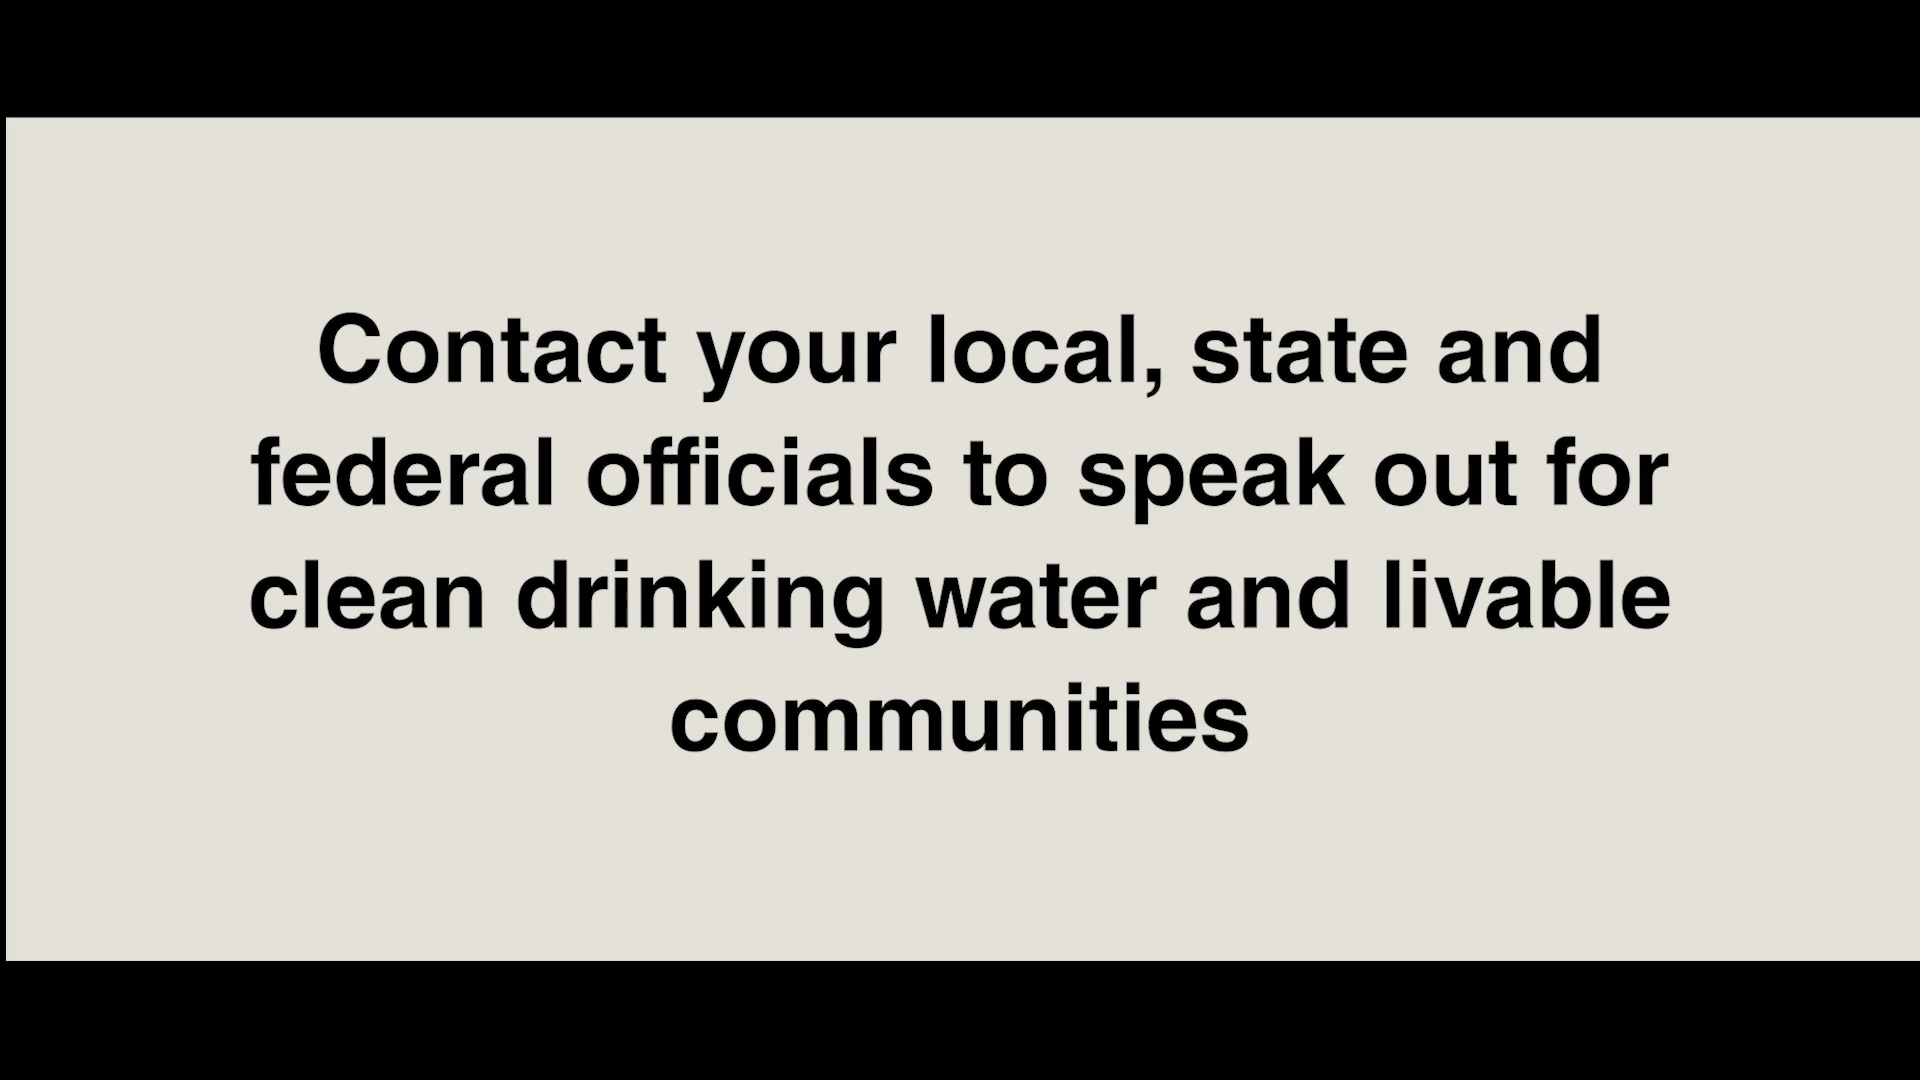 Contact your local, state and
federal officials to speak out for
clean drinking water and livable
communities